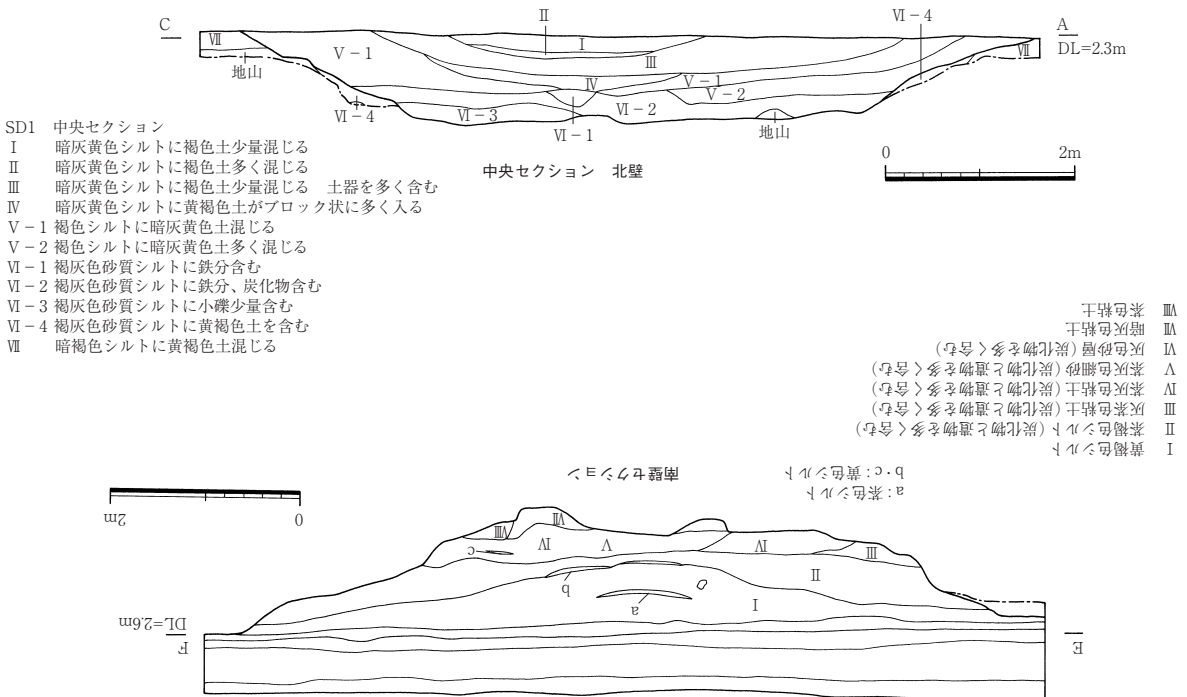 C
Ⅱ
Ⅵ-4
A
DL=2.3m
Ⅶ
Ⅴ-1
Ⅰ
Ⅲ
Ⅶ
地山
Ⅳ
Ⅴ-1
Ⅴ-2
Ⅵ-4
Ⅵ-3
Ⅵ-1
Ⅵ-2
地山
中央セクション 北壁
0 2m
SD1 中央セクション
Ⅰ 暗灰黄色シルトに褐色土少量混じる
Ⅱ 暗灰黄色シルトに褐色土多く混じる
Ⅲ 暗灰黄色シルトに褐色土少量混じる 土器を多く含む
Ⅳ 暗灰黄色シルトに黄褐色土がブロック状に多く入る
Ⅴ-1 褐色シルトに暗灰黄色土混じる
Ⅴ-2 褐色シルトに暗灰黄色土多く混じる
Ⅵ-1 褐灰色砂質シルトに鉄分含む
Ⅵ-2 褐灰色砂質シルトに鉄分、炭化物含む
Ⅵ-3 褐灰色砂質シルトに小礫少量含む
Ⅵ-4 褐灰色砂質シルトに黄褐色土を含む
Ⅶ 暗褐色シルトに黄褐色土混じる
E
F
DL=2.6m
Ⅰ
a
b
Ⅱ
Ⅲ
Ⅳ
Ⅴ
Ⅳ
c
Ⅶ
Ⅷ
0 2m
南壁セクション
a:茶色シルト
b・c:黄色シルト
Ⅰ 黄褐色シルト
Ⅱ 茶褐色シルト(炭化物と遺物を多く含む)
Ⅲ 灰茶色粘土(炭化物と遺物を多く含む)
Ⅳ 茶灰色粘土(炭化物と遺物を多く含む)
Ⅴ 茶灰色細砂(炭化物と遺物を多く含む)
Ⅵ 灰色砂層(炭化物を多く含む)
Ⅶ 暗灰色粘土
Ⅷ 茶色粘土